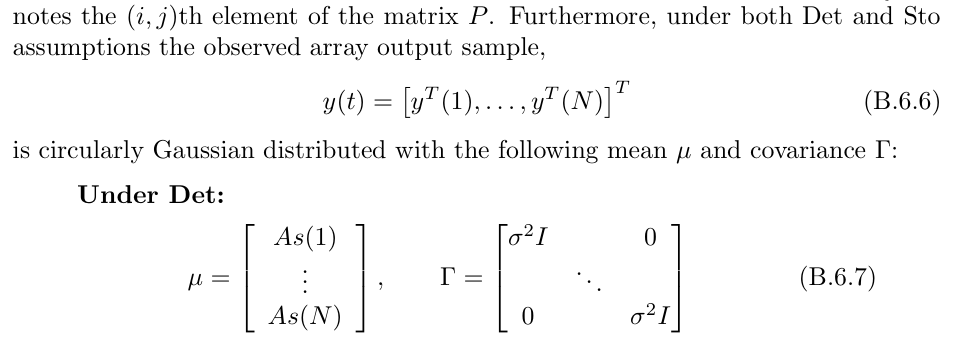 notes the (i, j)th element of the matrix P. Furthermore, under both Det and Sto
assumptions the observed array output sample,
y(t) = [y^T(1), . . . , y^T(N)]^T (B.6.6)
is circularly Gaussian distributed with the following mean μ and covariance Γ:
Under Det:
μ = [ As(1) ⋮ As(N) ], Γ = [ σ²I 0 ⋱ 0 σ²I ] (B.6.7)